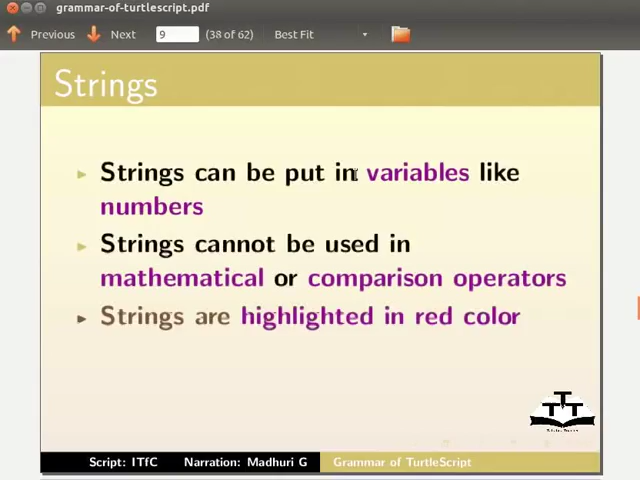 grammar-of-turtlescript.pdf
Previous Next 9 (38 of 62) Best Fit
Strings
Strings can be put in variables like
numbers
Strings cannot be used in
mathematical or comparison operators
Strings are highlighted in red color
TTT
Script: ITfC Narration: Madhuri G Grammar of TurtleScript